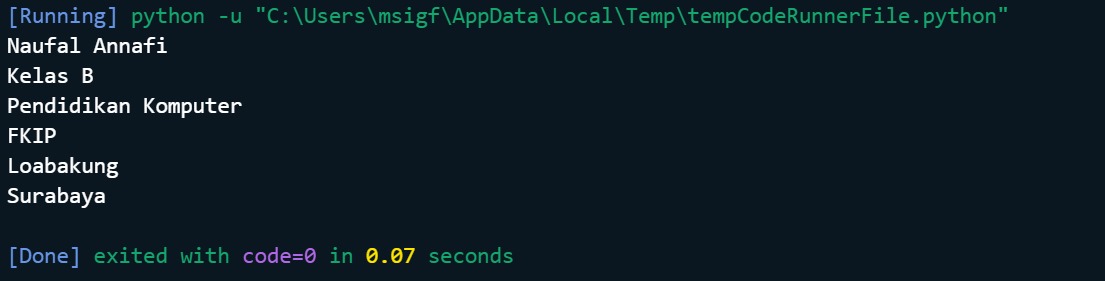 [Running] python -u "C:\Users\msigf\AppData\Local\Temp\tempCodeRunnerFile.python"
Naufal Annafi
Kelas B
Pendidikan Komputer
FKIP
Loabakung
Surabaya
[Done] exited with code=0 in 0.07 seconds